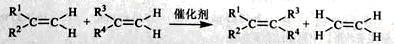 R¹ R² C=C H H + R³ R⁴ C=C H H 催化剂 R¹ R² C=C R³ R⁴ + H H C=C H H